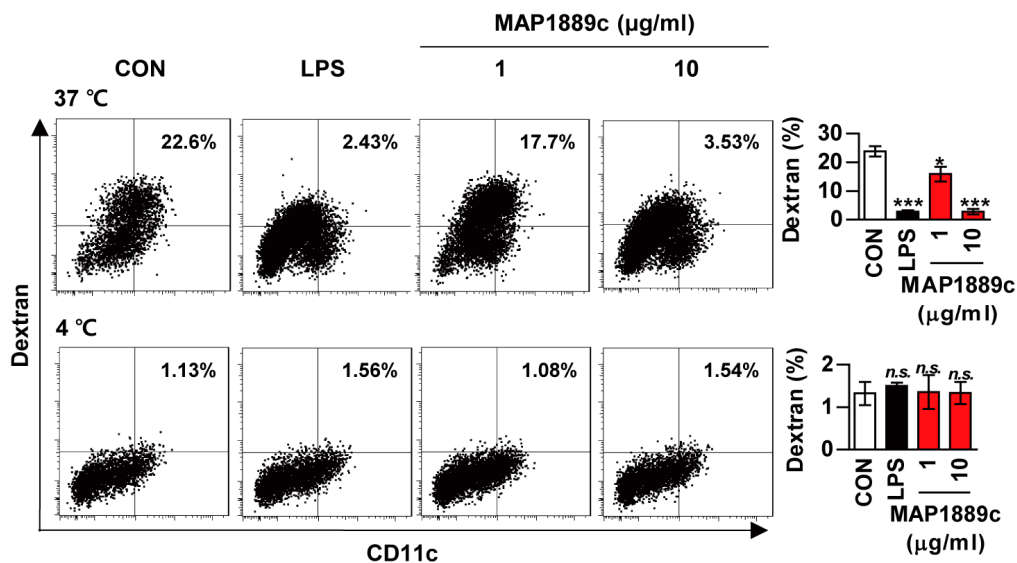 MAP1889c (μg/ml)
CON LPS 1 10
37 ℃
22.6% 2.43% 17.7% 3.53%
Dextran (%)
30
20
10
0
*
*** ***
CON LPS 1 10
MAP1889c
(μg/ml)
Dextran
4 ℃
1.13% 1.56% 1.08% 1.54%
Dextran (%)
2
1
0
n.s. n.s. n.s.
CON LPS 1 10
MAP1889c
(μg/ml)
CD11c